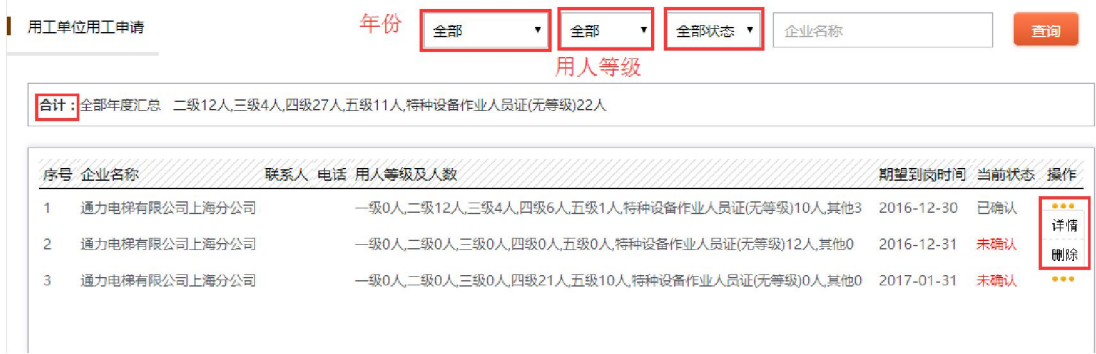 用工单位用工申请 年份 全部 全部 全部状态 企业名称 查询
用人等级
合计：全部年度汇总 二级12人,三级4人,四级27人,五级11人,特种设备作业人员证(无等级)22人
序号 企业名称 联系人 电话 用人等级及人数 期望到岗时间 当前状态 操作
1 通力电梯有限公司上海分公司 一级0人,二级12人,三级4人,四级6人,五级1人,特种设备作业人员证(无等级)10人,其他3 2016-12-30 已确认
详情
2 通力电梯有限公司上海分公司 一级0人,二级0人,三级0人,四级0人,五级0人,特种设备作业人员证(无等级)12人,其他0 2016-12-31 未确认
删除
3 通力电梯有限公司上海分公司 一级0人,二级0人,三级0人,四级21人,五级10人,特种设备作业人员证(无等级)0人,其他0 2017-01-31 未确认